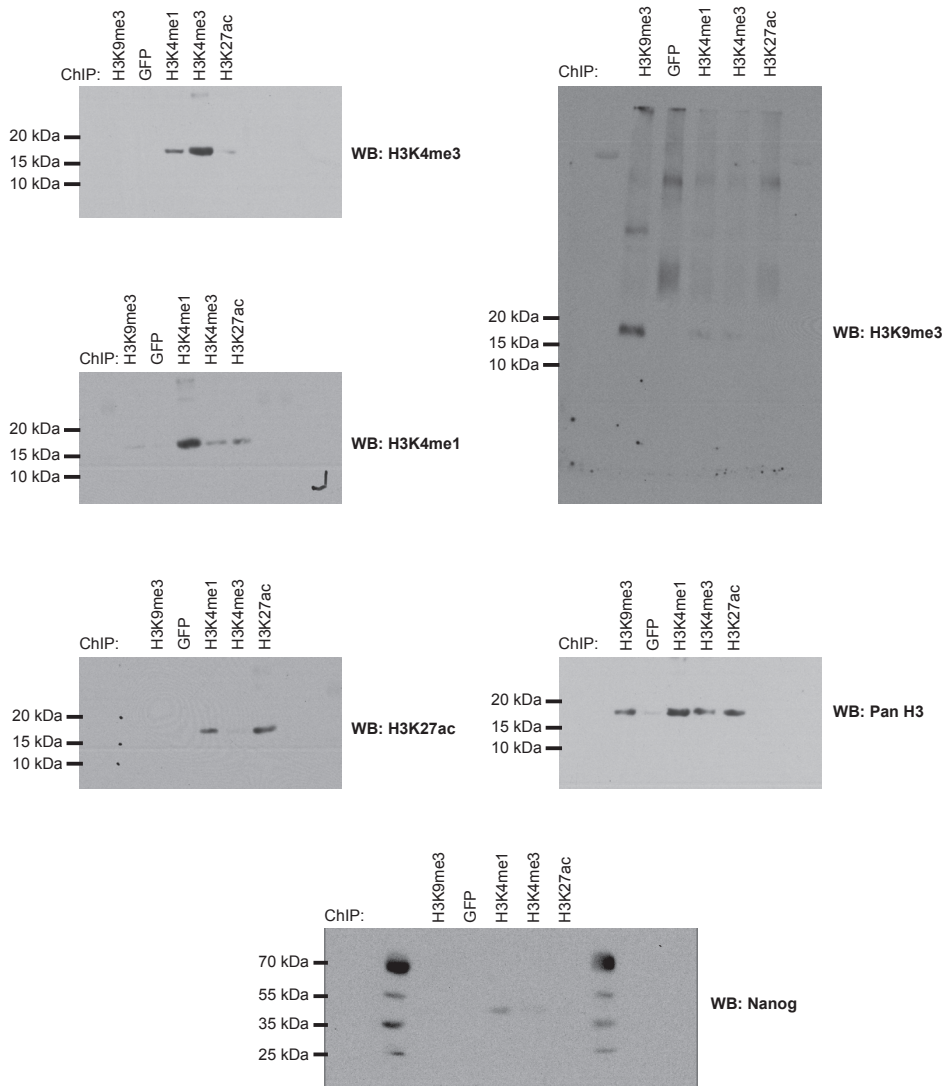 ChIP: H3K9me3 GFP H3K4me1 H3K4me3 H3K27ac
20 kDa
15 kDa
10 kDa
WB: H3K4me3
ChIP: H3K9me3 GFP H3K4me1 H3K4me3 H3K27ac
20 kDa
15 kDa
10 kDa
WB: H3K9me3
ChIP: H3K9me3 GFP H3K4me1 H3K4me3 H3K27ac
20 kDa
15 kDa
10 kDa
WB: H3K4me1
ChIP: H3K9me3 GFP H3K4me1 H3K4me3 H3K27ac
20 kDa
15 kDa
10 kDa
WB: H3K27ac
ChIP: H3K9me3 GFP H3K4me1 H3K4me3 H3K27ac
20 kDa
15 kDa
10 kDa
WB: Pan H3
ChIP: H3K9me3 GFP H3K4me1 H3K4me3 H3K27ac
70 kDa
55 kDa
35 kDa
25 kDa
WB: Nanog